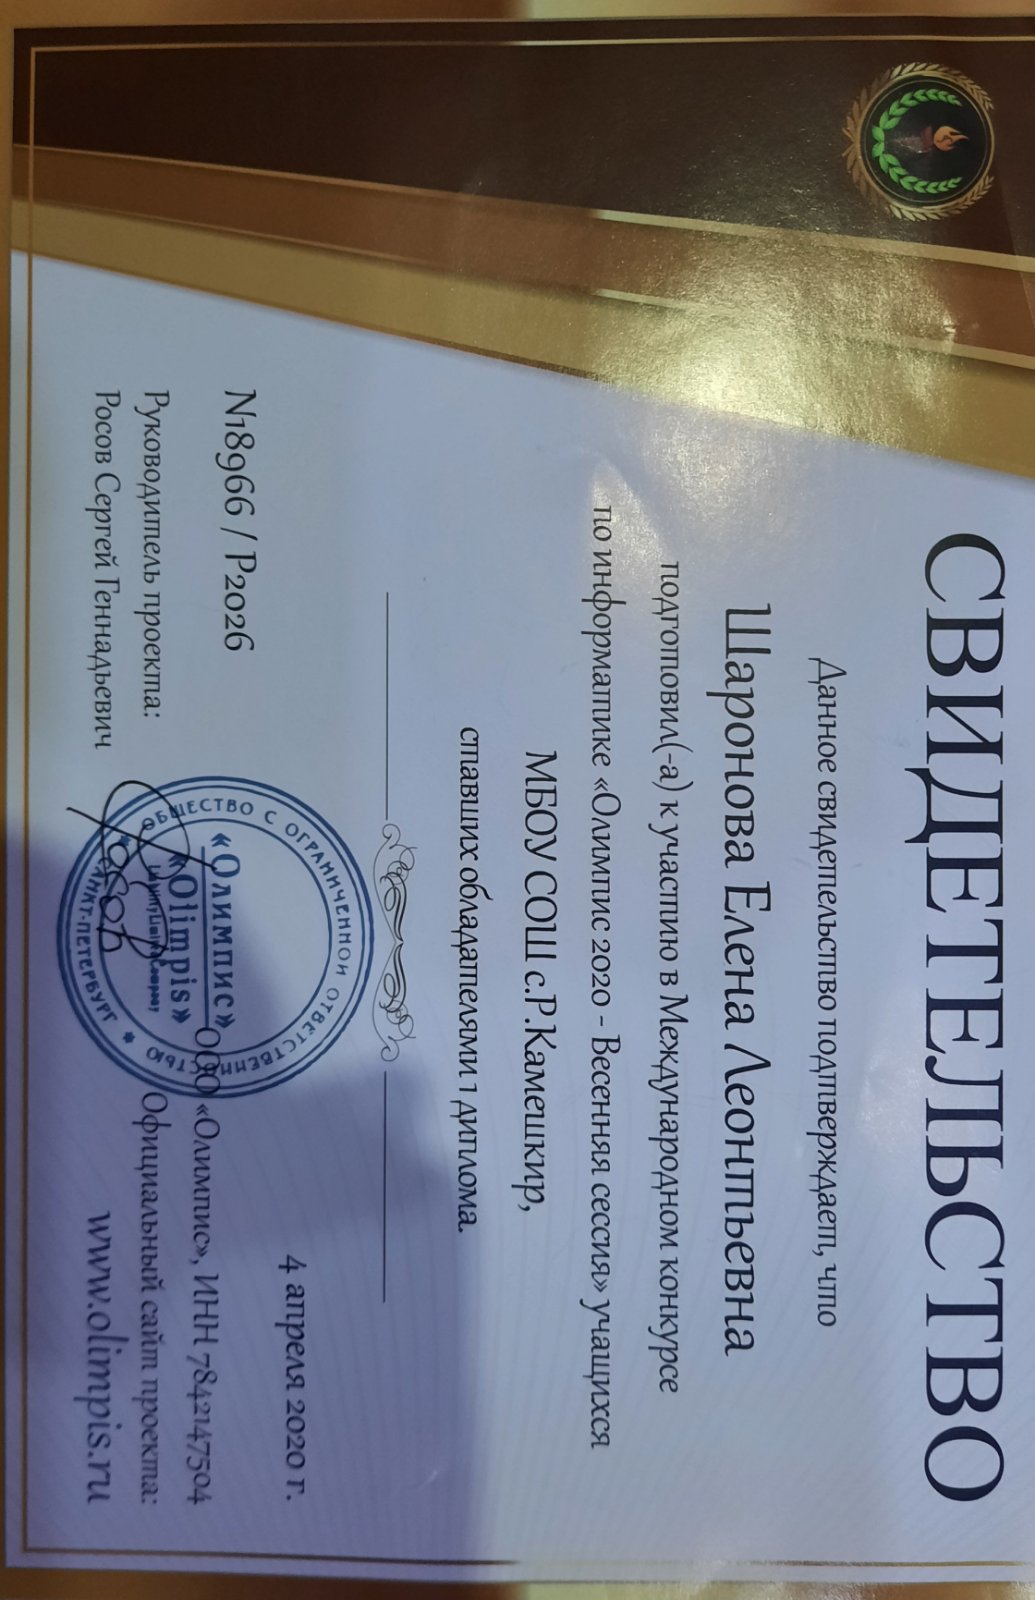 СВИДЕТЕЛЬСТВО
Данное свидетельство подтверждает, что
Шаронова Елена Леонтьевна
подготовил(-а) к участию в Международном конкурсе
по информатике «Олимпис 2020 - Весенняя сессия» учащихся
МБОУ СОШ с.Р.Камешкир,
ставших обладателями 1 диплома.
4 апреля 2020 г.
N18966 / P2026
Руководитель проекта:
Росов Сергей Геннадьевич
ОБЩЕСТВО С ОГРАНИЧЕННОЙ ОТВЕТСТВЕННОСТЬЮ
САНКТ-ПЕТЕРБУРГ
«Олимпис»
«Olimpis»
ООО «Олимпис», ИНН 7842147504
Официальный сайт проекта:
www.olimpis.ru